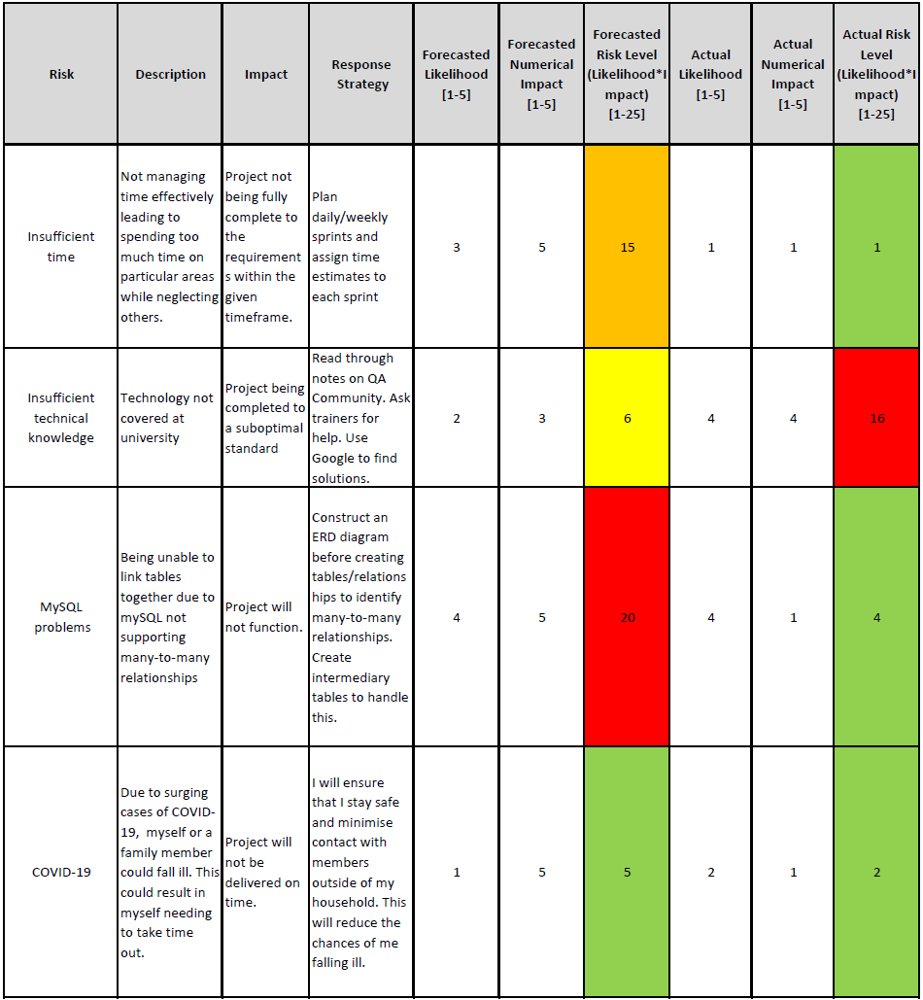 Risk
Description
Impact
Response
Strategy
Forecasted
Likelihood
[1-5]
Forecasted
Numerical
Impact
[1-5]
Forecasted
Risk Level
(Likelihood*I
mpact)
[1-25]
Actual
Likelihood
[1-5]
Actual
Numerical
Impact
[1-5]
Actual Risk
Level
(Likelihood*I
mpact)
[1-25]
Insufficient
time
Not managing
time effectively
leading to
spending too
much time on
particular areas
while neglecting
others.
Project not
being fully
complete to
the
requirement
s within the
given
timeframe.
Plan
daily/weekly
sprints and
assign time
estimates to
each sprint
3
5
15
1
1
1
Insufficient
technical
knowledge
Technology not
covered at
university
Project being
completed to
a suboptimal
standard
Read through
notes on QA
Community. Ask
trainers for
help. Use
Google to find
solutions.
2
3
6
4
4
16
MySQL
problems
Being unable to
link tables
together due to
mySQL not
supporting
many-to-many
relationships
Project will
not function.
Construct an
ERD diagram
before creating
tables/relations
hips to identify
many-to-many
relationships.
Create
intermediary
tables to handle
this.
4
5
20
4
1
4
COVID-19
Due to surging
cases of COVID-
19,  myself or a
family member
could fall ill. This
could result in
myself needing
to take time
out.
Project will
not be
delivered on
time.
I will ensure
that I stay safe
and minimise
contact with
members
outside of my
household. This
will reduce the
chances of me
falling ill.
1
5
5
2
1
2